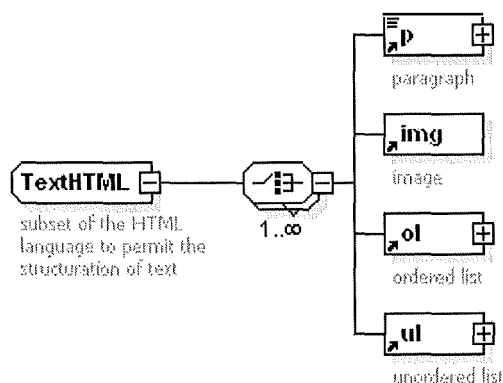 p
paragraph
img
image
TextHTML
subset of the HTML
language to permit the
structuration of text
1..∞
ol
ordered list
ul
unordered list